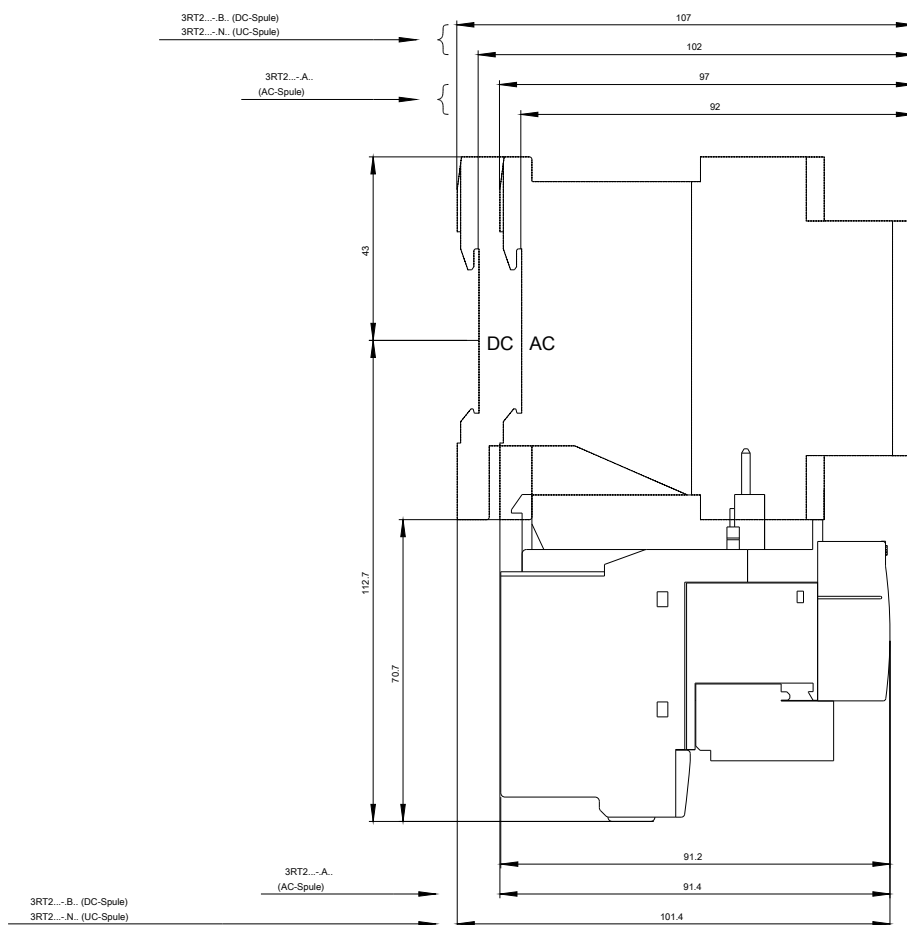 3RT2...-.B.. (DC-Spule)
3RT2...-.N.. (UC-Spule)
107
102
3RT2...-.A..
(AC-Spule)
97
92
43
DC
AC
112.7
70.7
91.2
3RT2...-.A..
(AC-Spule)
91.4
3RT2...-.B.. (DC-Spule)
3RT2...-.N.. (UC-Spule)
101.4